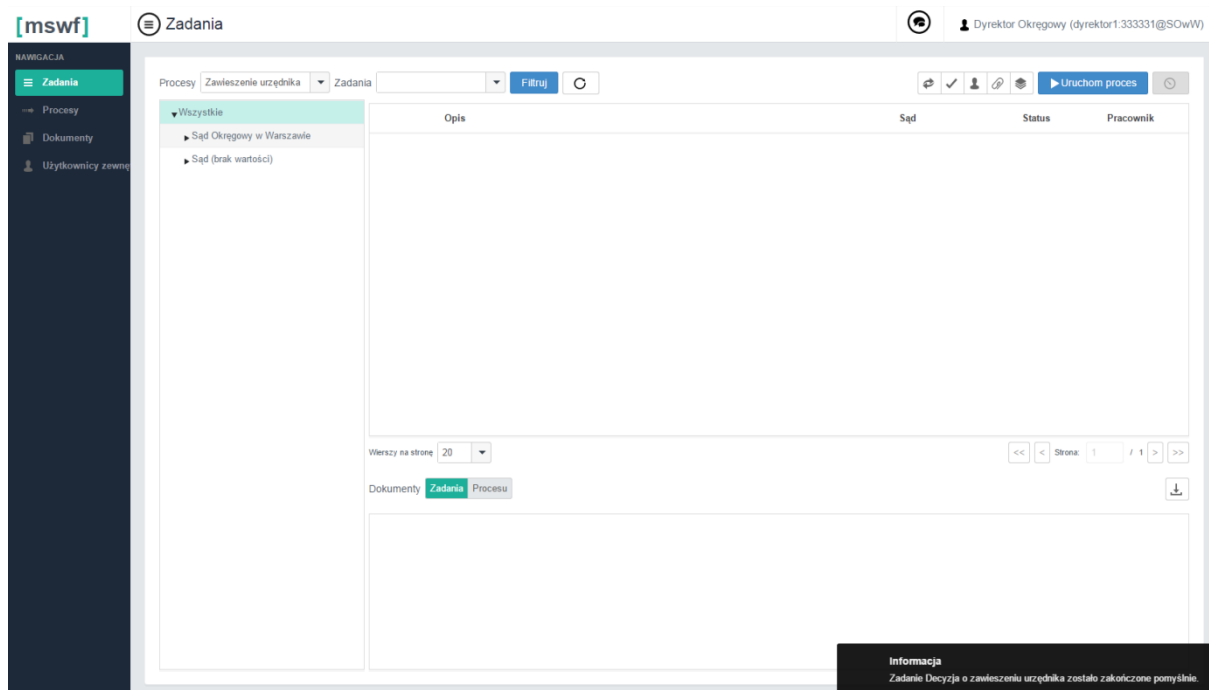 [mswf]
Zadania
Dyrektor Okręgowy (dyrektor1:333331@SOwW)
NAWIGACJA
Zadania
Procesy
Dokumenty
Użytkownicy zewnę
Procesy Zawieszenie urzędnika Zadania Filtruj Uruchom proces
Wszystkie
Sąd Okręgowy w Warszawie
Sąd (brak wartości)
Opis Sąd Status Pracownik
Wierszy na stronę 20 << < Strona: 1 / 1 > >>
Dokumenty Zadania Procesu
Informacja
Zadanie Decyzja o zawieszeniu urzędnika zostało zakończone pomyślnie.